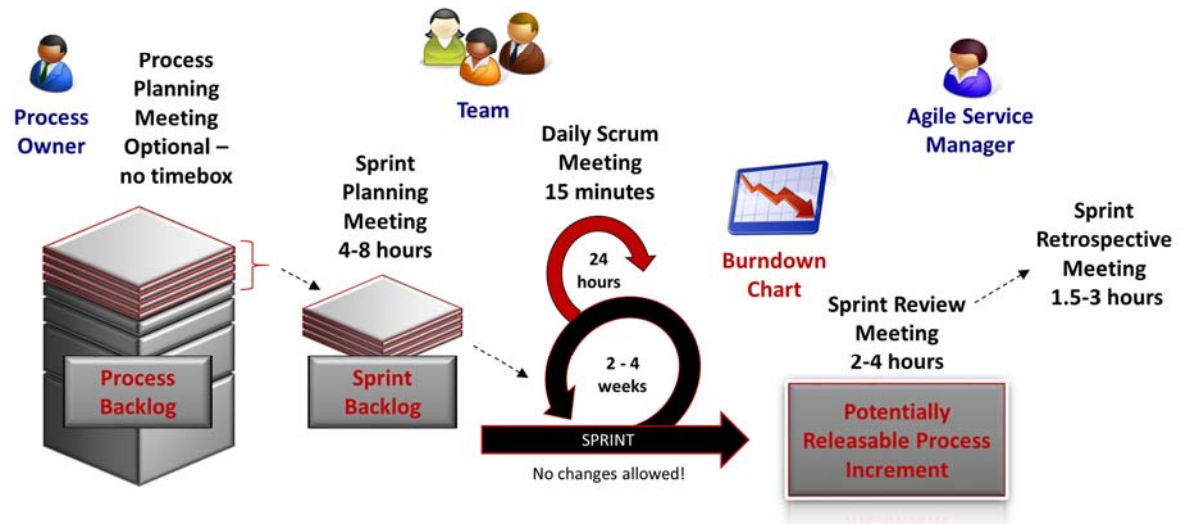 Process
Owner
Process
Planning
Meeting
Optional –
no timebox
Process
Backlog
Sprint
Planning
Meeting
4-8 hours
Sprint
Backlog
Team
Daily Scrum
Meeting
15 minutes
24
hours
2 - 4
weeks
SPRINT
No changes allowed!
Burndown
Chart
Agile Service
Manager
Sprint Review
Meeting
2-4 hours
Potentially
Releasable Process
Increment
Sprint
Retrospective
Meeting
1.5-3 hours